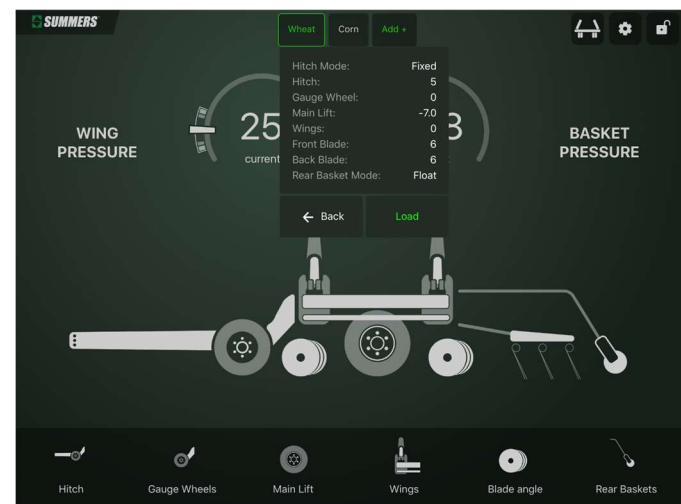 SUMMERS
Wheat Corn Add +
Hitch Mode: Fixed
Hitch: 5
Gauge Wheel: 0
Main Lift: -7.0
Wings: 0
Front Blade: 6
Back Blade: 6
Rear Basket Mode: Float
← Back Load
WING
PRESSURE
25
current
BASKET
PRESSURE
Hitch Gauge Wheels Main Lift Wings Blade angle Rear Baskets